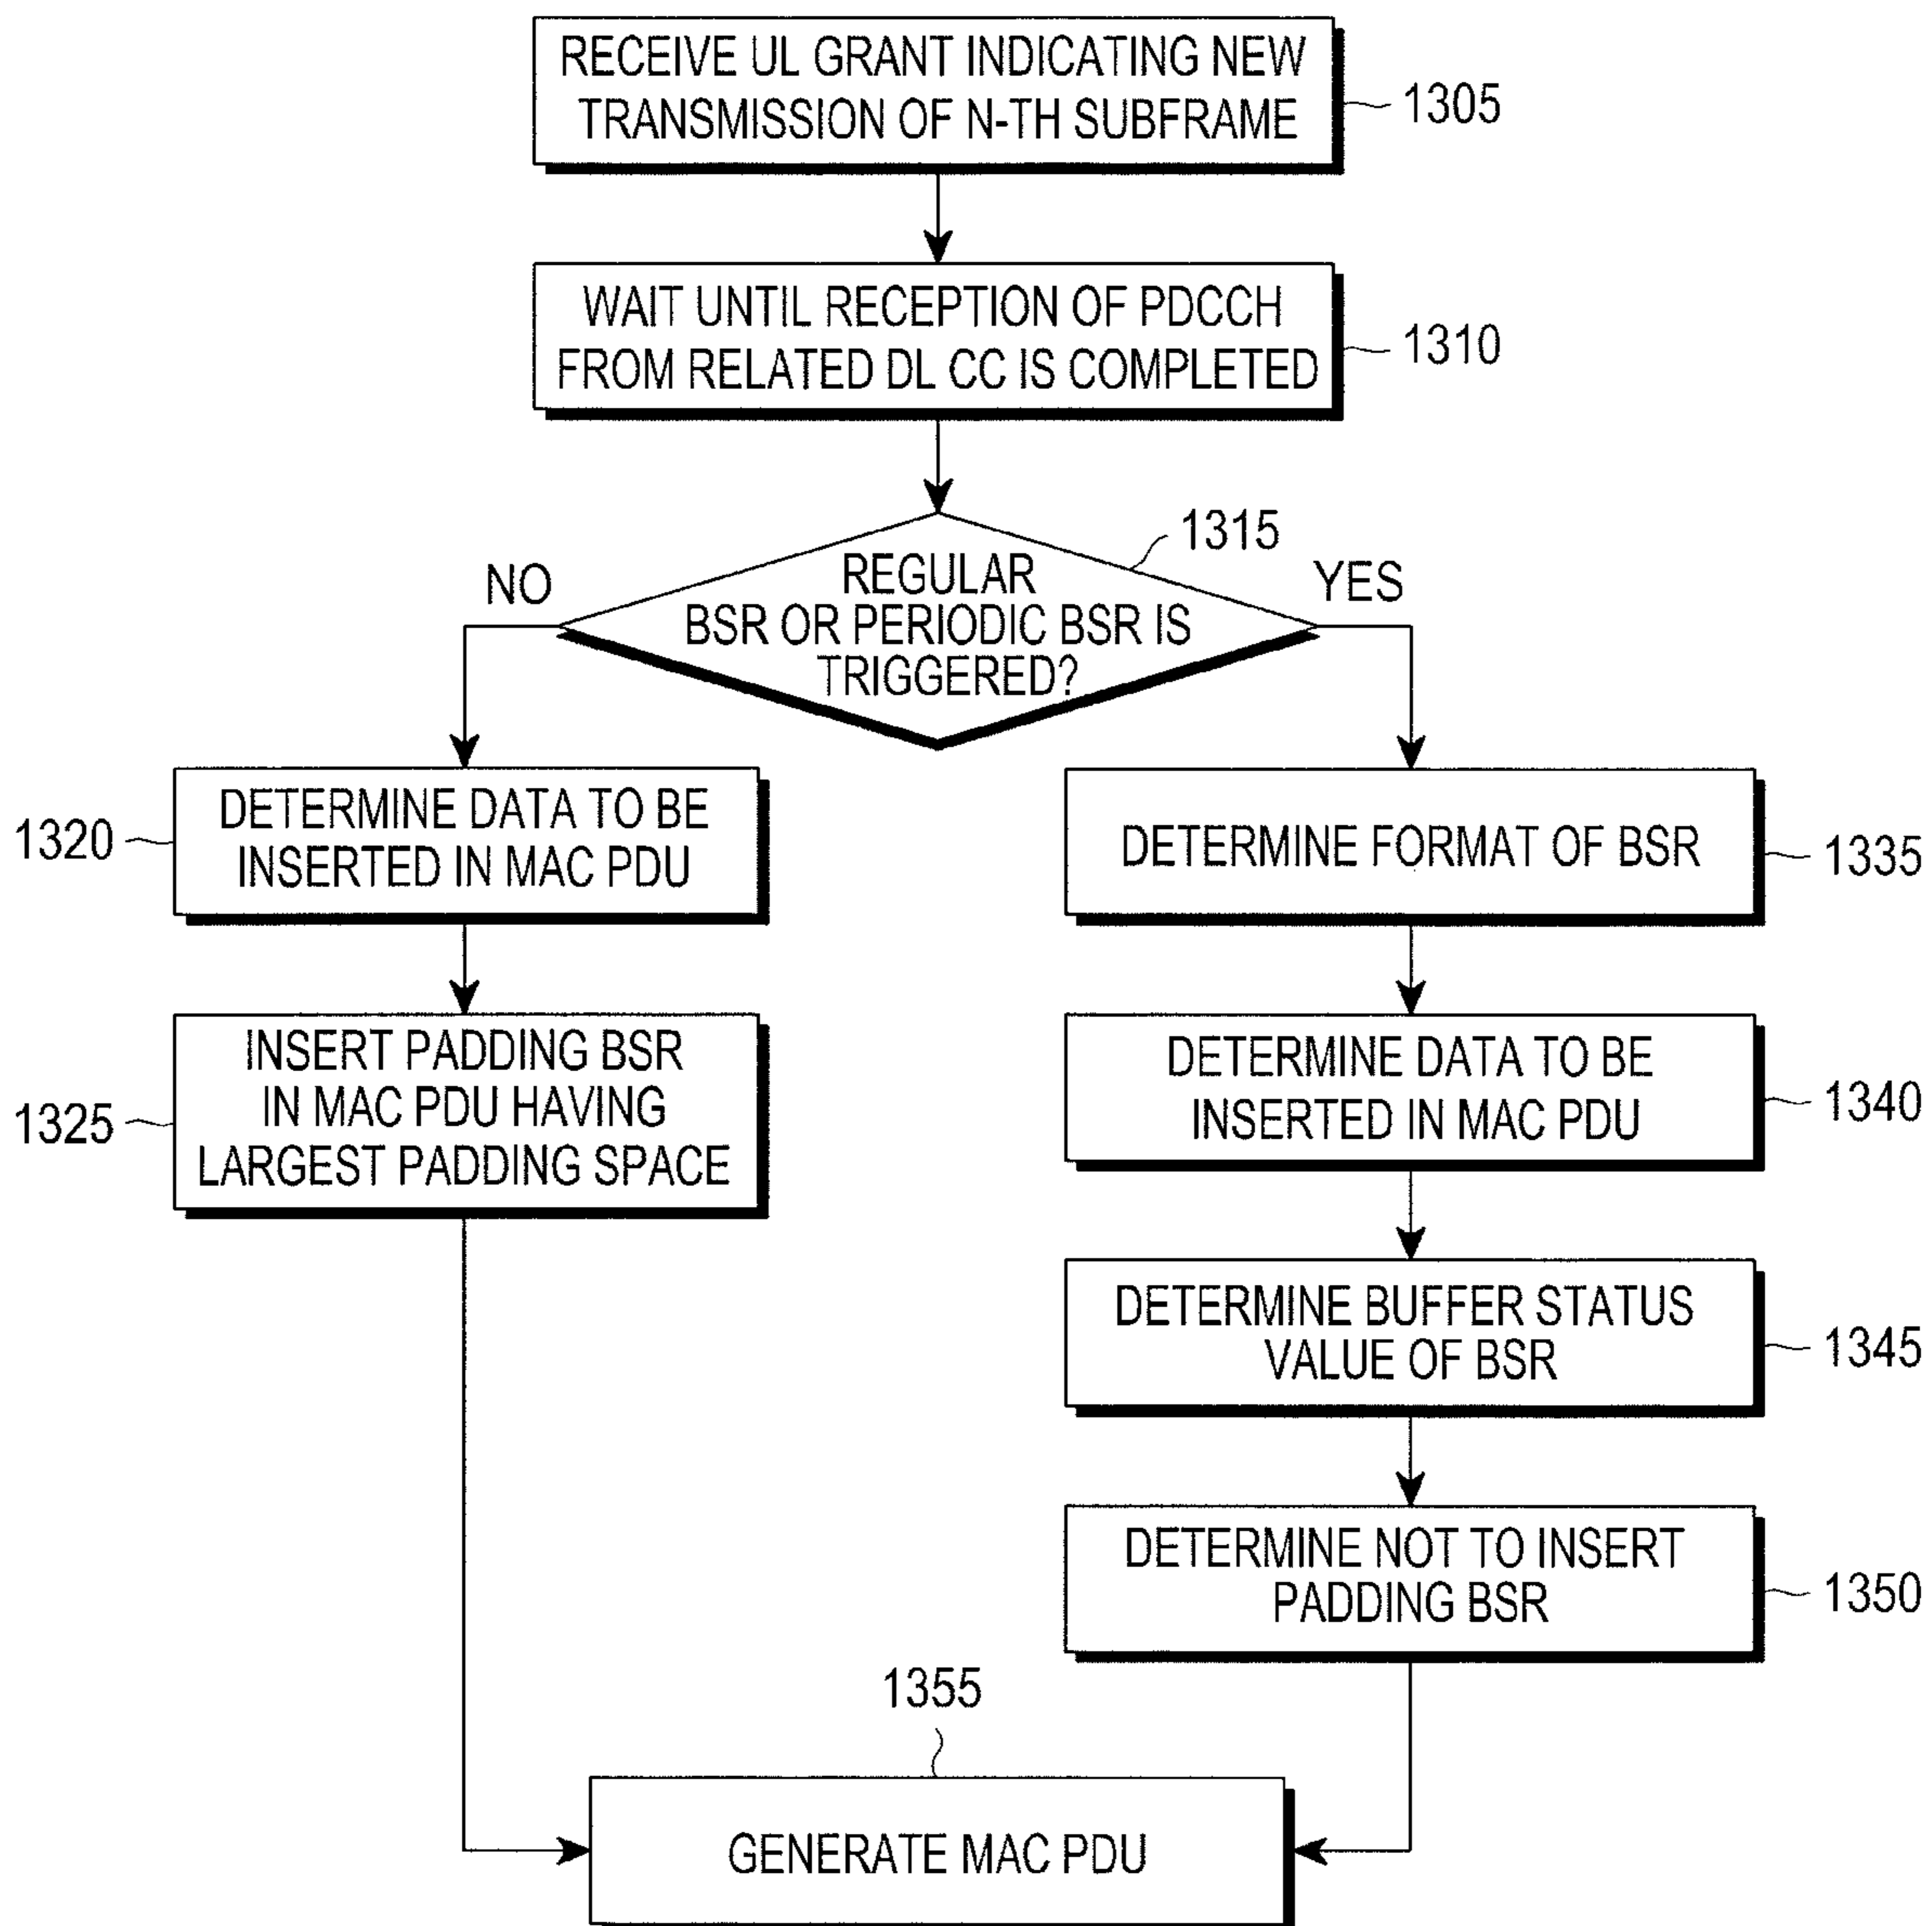 RECEIVE UL GRANT INDICATING NEW
TRANSMISSION OF N-TH SUBFRAME
1305
WAIT UNTIL RECEPTION OF PDCCH
FROM RELATED DL CC IS COMPLETED
1310
1315
NO
REGULAR
BSR OR PERIODIC BSR IS
TRIGGERED?
YES
1320
DETERMINE DATA TO BE
INSERTED IN MAC PDU
DETERMINE FORMAT OF BSR
1335
1325
INSERT PADDING BSR
IN MAC PDU HAVING
LARGEST PADDING SPACE
DETERMINE DATA TO BE
INSERTED IN MAC PDU
1340
DETERMINE BUFFER STATUS
VALUE OF BSR
1345
DETERMINE NOT TO INSERT
PADDING BSR
1350
1355
GENERATE MAC PDU